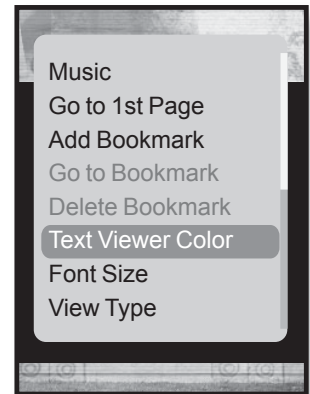 Music
Go to 1st Page
Add Bookmark
Go to Bookmark
Delete Bookmark
Text Viewer Color
Font Size
View Type